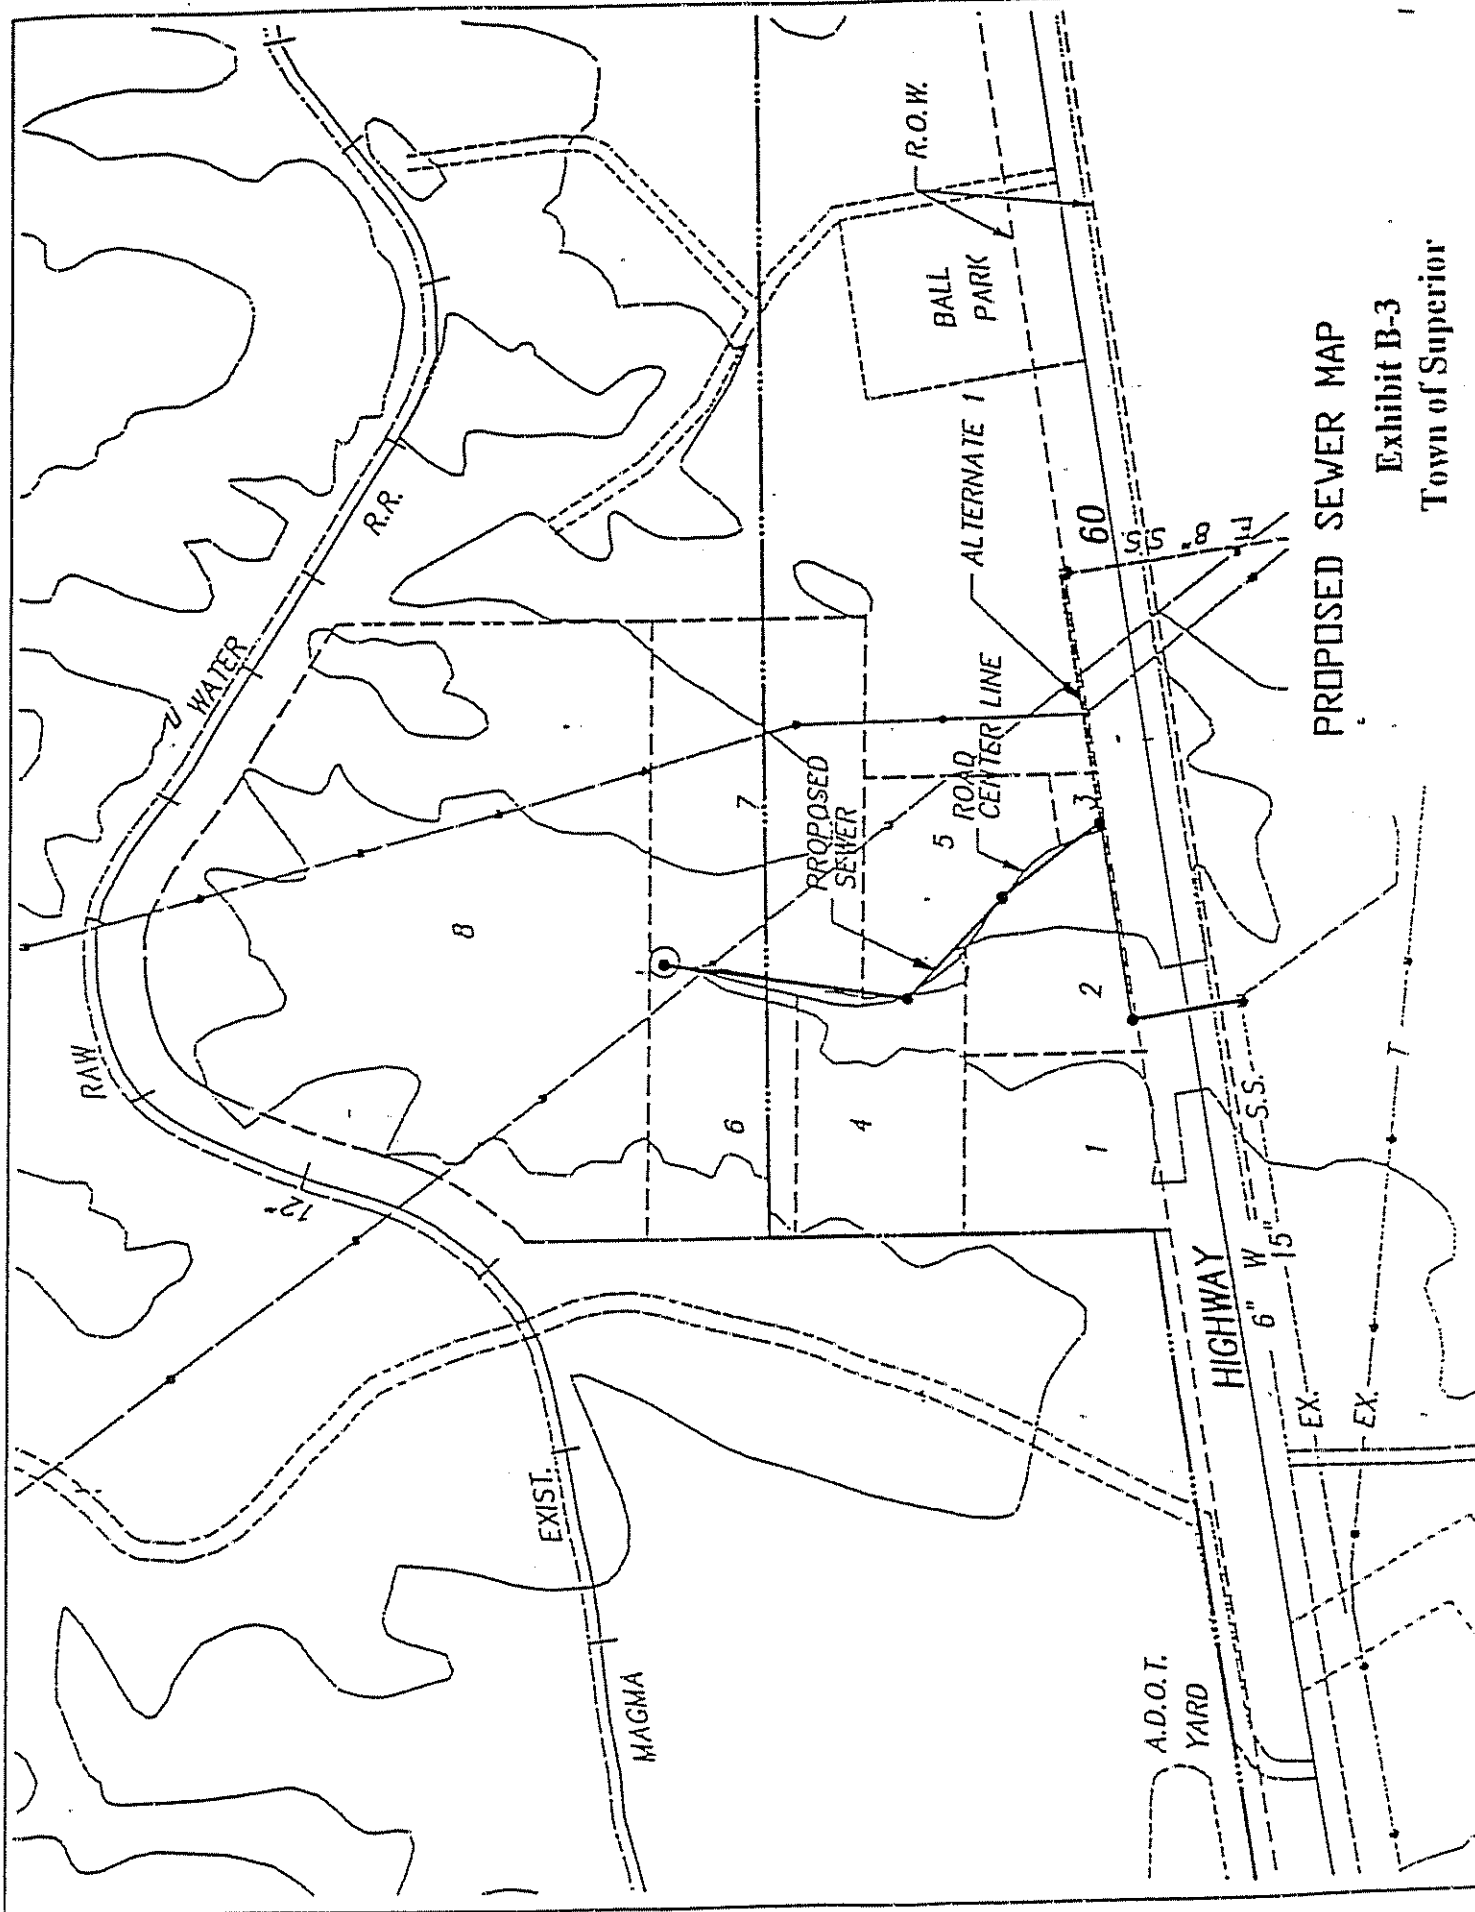 RAW
WATER
12"
EXIST.
MAGMA
R.R.
8
6
7
4
5
1
2
3
PROPOSED
SEWER
ROAD
CENTER LINE
ALTERNATE 1
BALL
PARK
R.O.W.
A.D.O.T.
YARD
HIGHWAY
60
6" W
15" S.S.
8" S.S.
EX.
EX.
T
PROPOSED SEWER MAP
Exhibit B-3
Town of Superior